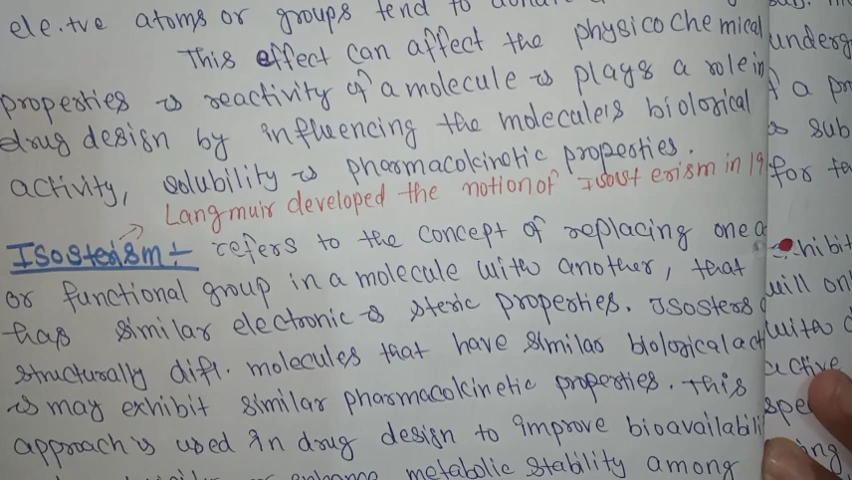 ele.tve atoms or groups tend to
This effect can affect the physicochemical
properties & reactivity of a molecule & plays a role in
drug design by influencing the molecule's biological
activity, solubility & pharmacokinetic properties.
Langmuir developed the notion of Isosterism in 19
Isosterism :- refers to the concept of replacing one a
or functional group in a molecule with another, that
has similar electronic & steric properties. Isosters
structurally diff. molecules that have similar biological act
& may exhibit similar pharmacokinetic properties. This
approach is used in drug design to improve bioavailabili
metabolic stability among
underg
f a pr
sub
for
hibit
will on
with
active
spe
ing